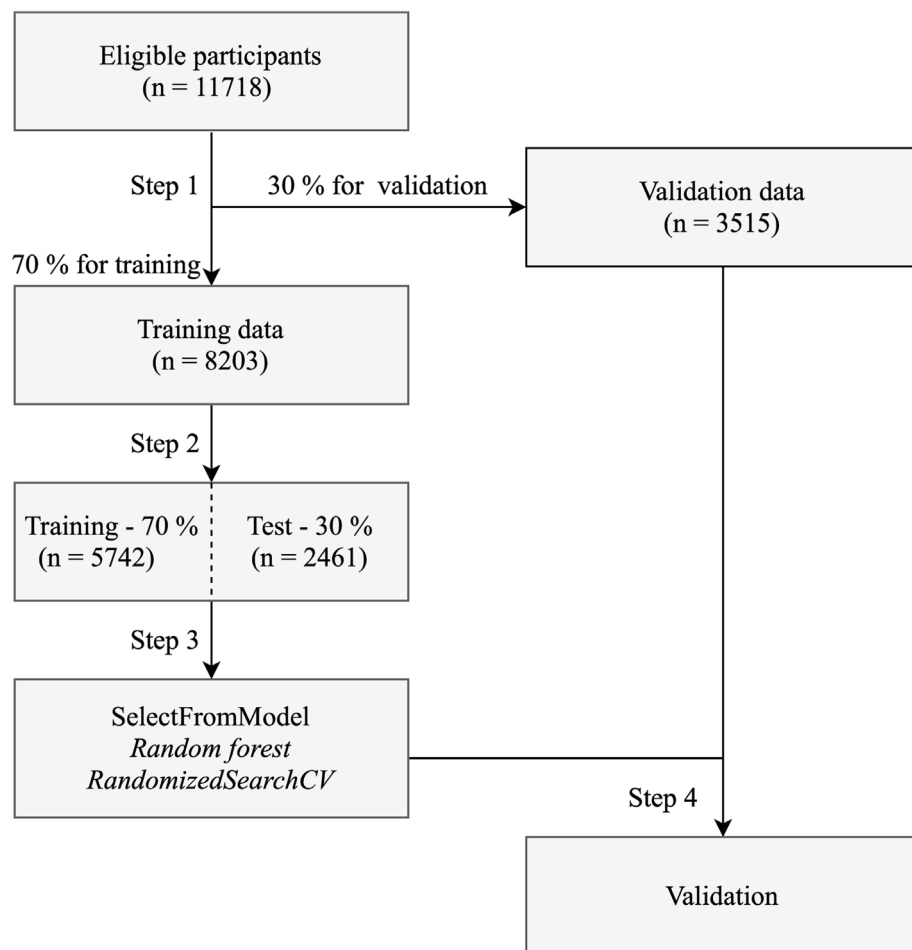 Eligible participants
(n = 11718)
Step 1
30 % for  validation
Validation data
(n = 3515)
70 % for training
Training data
(n = 8203)
Step 2
Training - 70 %
(n = 5742)
Test - 30 %
(n = 2461)
Step 3
SelectFromModel
Random forest
RandomizedSearchCV
Step 4
Validation